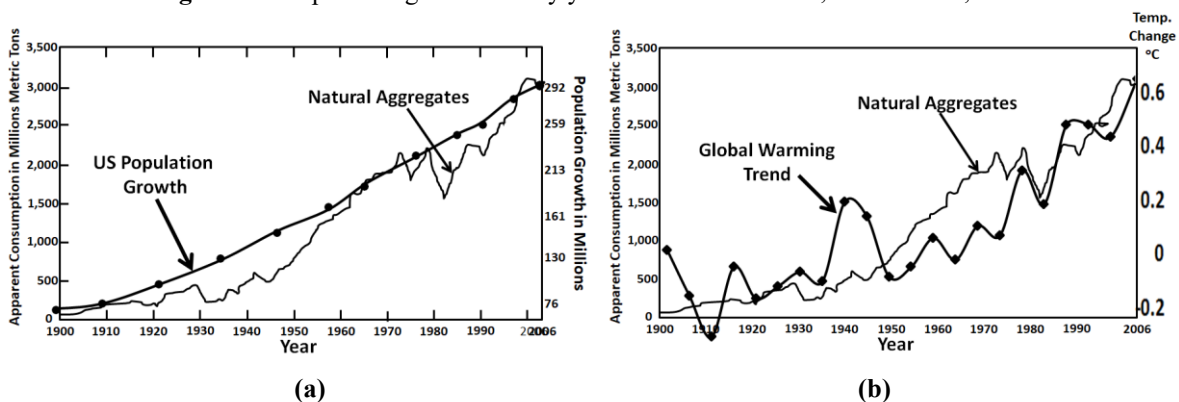 Apparent Consumption in Millions Metric Tons
3,500
3,000
2,500
2,000
1,500
1,000
500
0
Natural Aggregates
US Population
Growth
292
259
213
161
130
76
Population Growth in Millions
1900 1910 1920 1930 1940 1950 1960 1970 1980 1990 2006
Year
(a)
Apparent Consumption in Millions Metric Tons
3,500
3,000
2,500
2,000
1,500
1,000
500
0
Natural Aggregates
Global Warming
Trend
Temp.
Change
ºC
0.6
0.4
0.2
0
-0.2
1900 1910 1920 1930 1940 1950 1960 1970 1980 1990 2006
Year
(b)